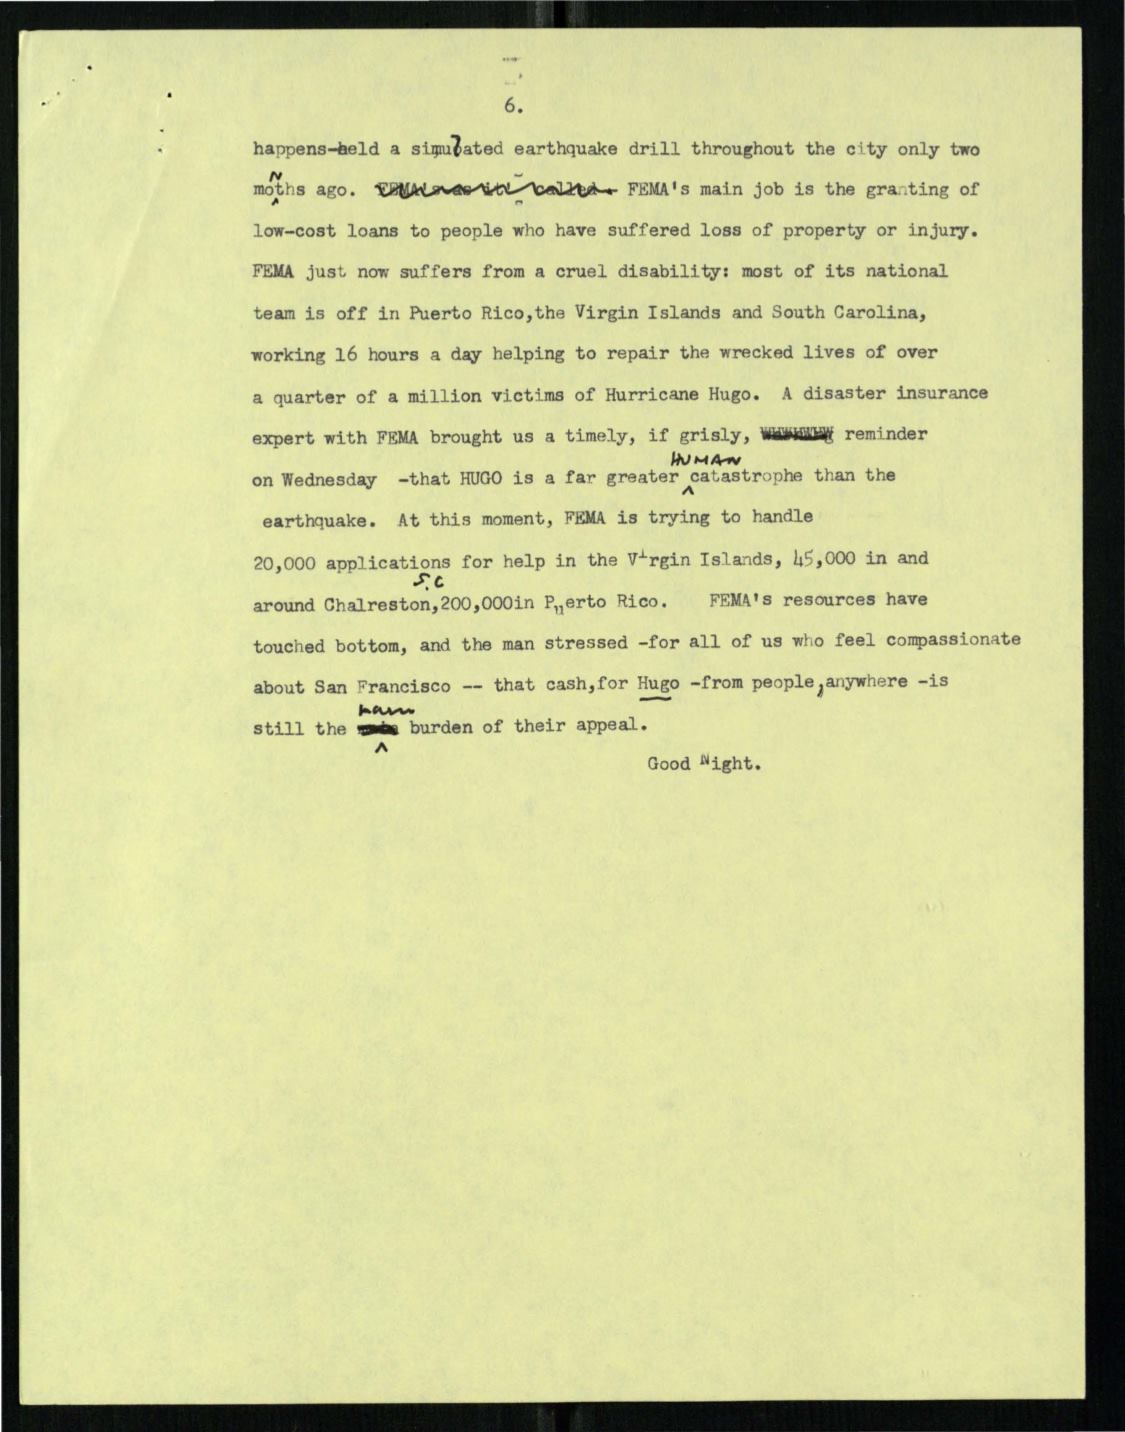 6.
happens-held a simulated earthquake drill throughout the city only two
N
moths ago. FEMA's main job is the granting of
low-cost loans to people who have suffered loss of property or injury.
FEMA just now suffers from a cruel disability: most of its national
team is off in Puerto Rico,the Virgin Islands and South Carolina,
working 16 hours a day helping to repair the wrecked lives of over
a quarter of a million victims of Hurricane Hugo. A disaster insurance
expert with FEMA brought us a timely, if grisly, reminder
HUMAN
on Wednesday -that HUGO is a far greater catastrophe than the
earthquake. At this moment, FEMA is trying to handle
20,000 applications for help in the Virgin Islands, 45,000 in and
S.C
around Chalreston,200,000in Puerto Rico. FEMA's resources have
touched bottom, and the man stressed -for all of us who feel compassionate
about San Francisco -- that cash,for Hugo -from people,anywhere -is
still the burden of their appeal.
Good Night.